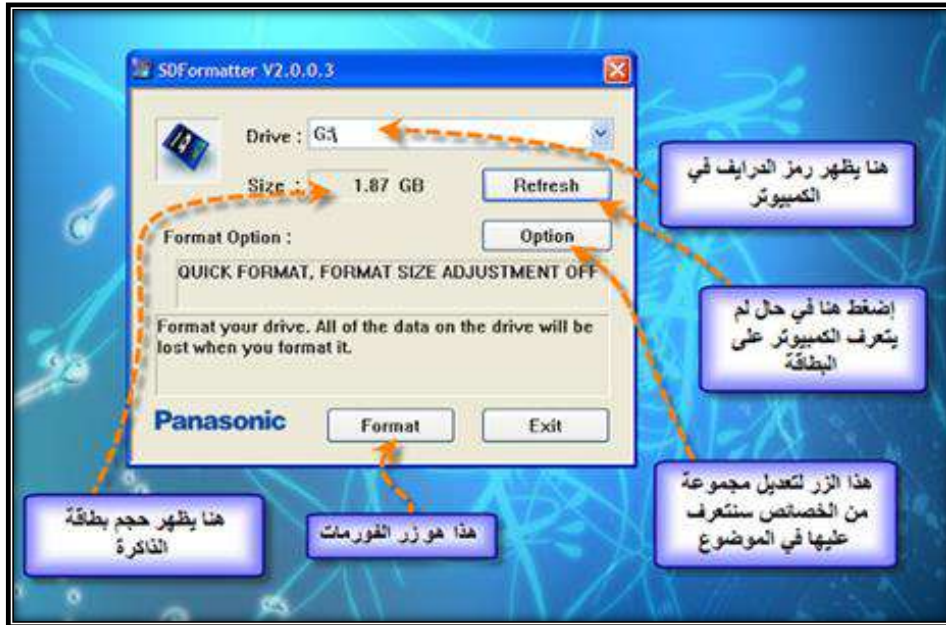 SDFormatter V2.0.0.3
Drive : G:\
Size : 1.87 GB
Refresh
Format Option :
Option
QUICK FORMAT, FORMAT SIZE ADJUSTMENT OFF
Format your drive. All of the data on the drive will be
lost when you format it.
Panasonic
Format
Exit
هنا يظهر رمز الدرايف في
الكمبيوتر
إضغط هنا في حال لم
يتعرف الكمبيوتر على
البطاقة
هذا الزر لتعديل مجموعة
من الخصائص سنتعرف
عليها في الموضوع
هذا هو زر الفورمات
هنا يظهر حجم بطاقة
الذاكرة